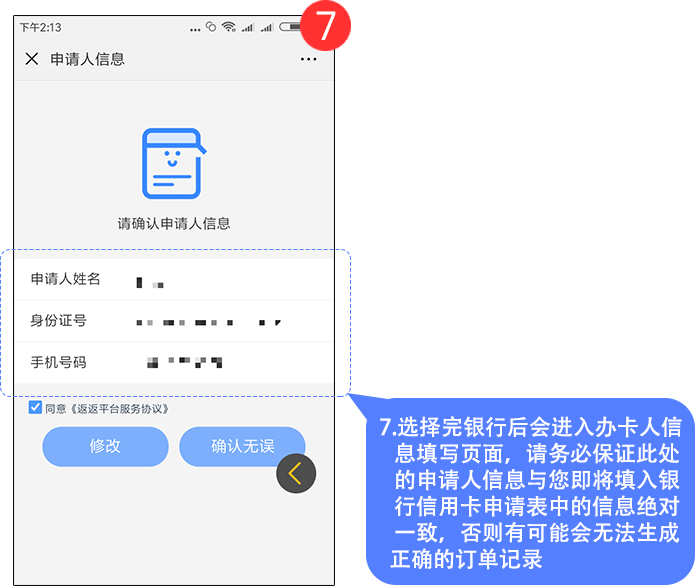 下午2:13
7
申请人信息
请确认申请人信息
申请人姓名
身份证号
手机号码
同意《返返平台服务协议》
修改
确认无误
7.选择完银行后会进入办卡人信
息填写页面，请务必保证此处
的申请人信息与您即将填入银
行信用卡申请表中的信息绝对
一致，否则有可能会无法生成
正确的订单记录